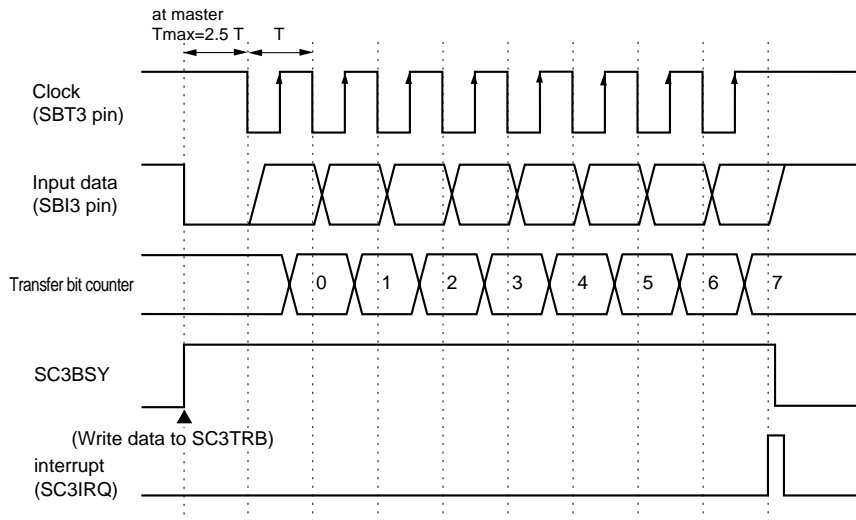 at master
Tmax=2.5 T
T
Clock
(SBT3 pin)
Input data
(SBI3 pin)
Transfer bit counter
0 1 2 3 4 5 6 7
SC3BSY
(Write data to SC3TRB)
interrupt
(SC3IRQ)